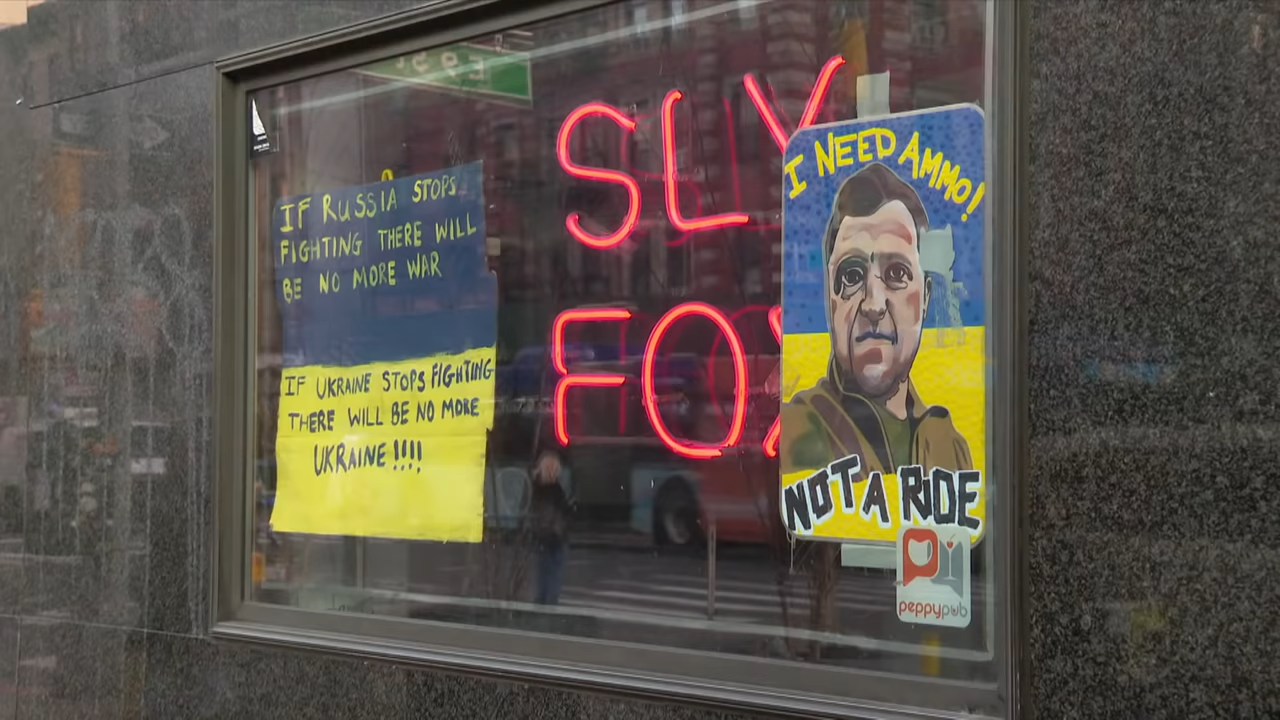 IF RUSSIA STOPS
FIGHTING THERE WILL
BE NO MORE WAR
IF UKRAINE STOPS FIGHTING
THERE WILL BE NO MORE
UKRAINE!!!!
SLY
FOX
I NEED AMMO!
NOT A RIDE
peppypub